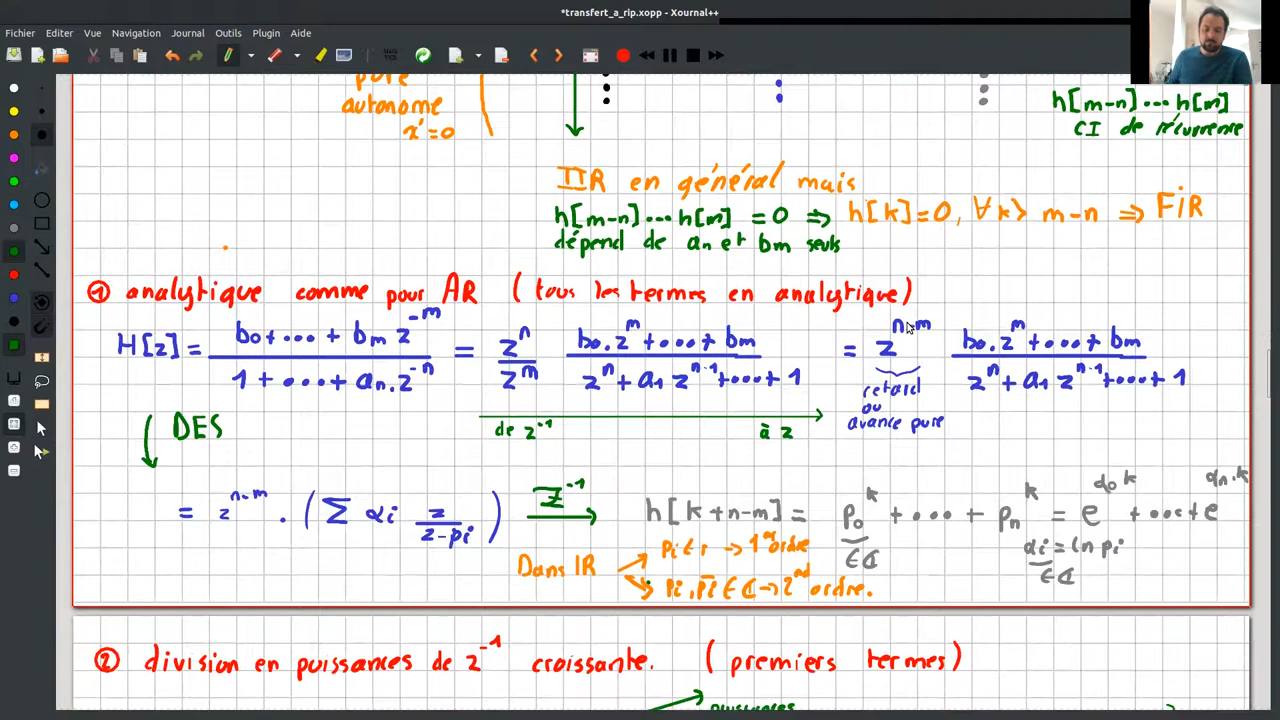 *transfert_a_rip.xopp - Xournal++
Fichier Editer Vue Navigation Journal Outils Plugin Aide
pure
autonome
x=0
h[m-n]...h[m]
CI de récurrence
IIR en général mais
h[m-n]...h[m] =0 ⇒ h[k]=0, ∀k> m-n ⇒ FiR
dépend de an et bm seuls
① analytique comme pour AR (tous les termes en analytique)
H[z] = (b0+...+ bm z^-m)/(1+...+ an.z^-n) = z^n/z^m (b0.z^m+...+ bm)/(z^n+a1 z^n-1+...+1) = z^n-m (b0.z^m+...+ bm)/(z^n+a1 z^n-1+...+1)
retard
ou
avance pure
DES
de z^-1 à z
= z^n-m . (Σ αi z/(z-pi)) Z^-1 h[k+n-m] = p0^k +...+ pn^k = e^α0 k +...+ e^αn.k
∈ℂ
αi = ln pi
∈ℂ
Dans IR
pi ∈ r -> 1er ordre
pi, p̄i ∈ ℂ -> 2nd ordre.
② division en puissances de z^-1 croissante. (premiers termes)
puissances